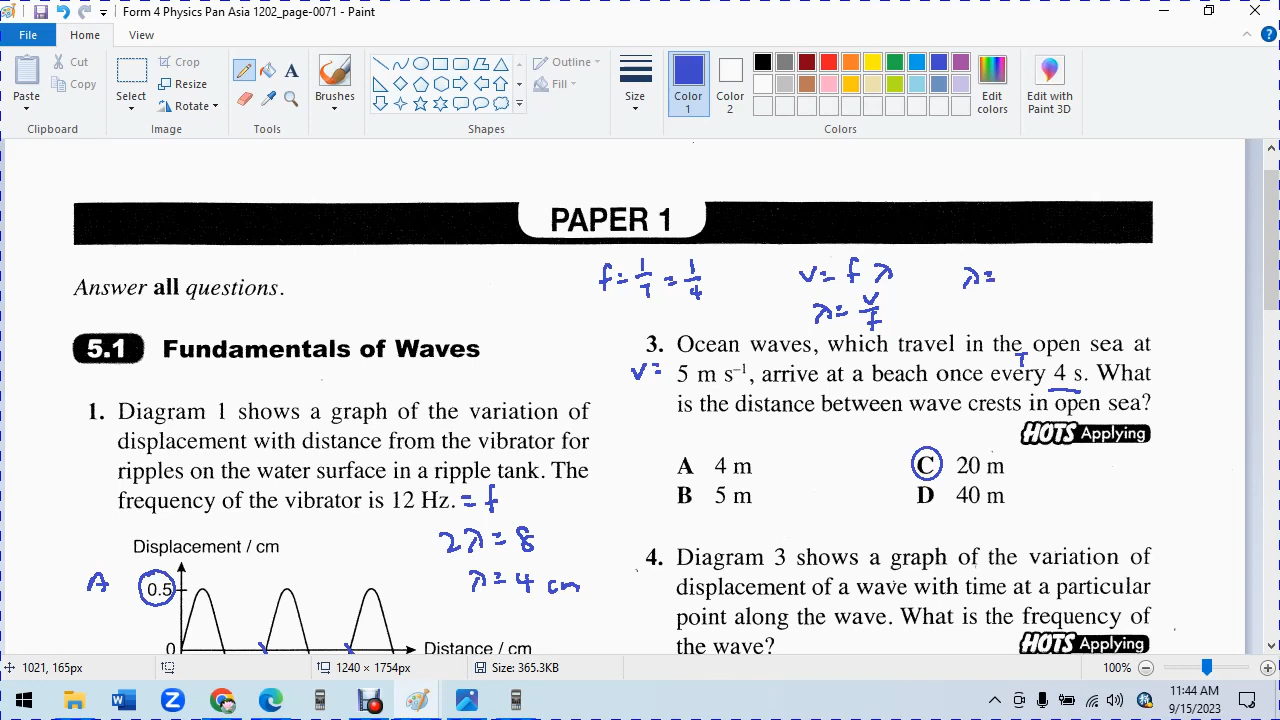 Form 4 Physics Pan Asia 1202_page-0071 - Paint
File
Home
View
Paste
Cut
Copy
Clipboard
Select
Crop
Resize
Rotate
Image
A
Tools
Brushes
Outline
Fill
Shapes
Size
Color 1
Color 2
Edit colors
Colors
Edit with Paint 3D
PAPER 1
Answer all questions.
f = 1/T = 1/4
v = f λ
λ =
λ = v/f
5.1 Fundamentals of Waves
1. Diagram 1 shows a graph of the variation of
displacement with distance from the vibrator for
ripples on the water surface in a ripple tank. The
frequency of the vibrator is 12 Hz. = f
2λ = 8
λ = 4 cm
Displacement / cm
A 0.5
0
Distance / cm
3. Ocean waves, which travel in the open sea at
T
v = 5 m s⁻¹, arrive at a beach once every 4 s. What
is the distance between wave crests in open sea?
HOTS Applying
A 4 m
C 20 m
B 5 m
D 40 m
4. Diagram 3 shows a graph of the variation of
displacement of a wave with time at a particular
point along the wave. What is the frequency of
the wave?
HOTS Applying
1021, 165px
1240 × 1754px
Size: 365.3KB
100%
11:44 AM
9/15/2023